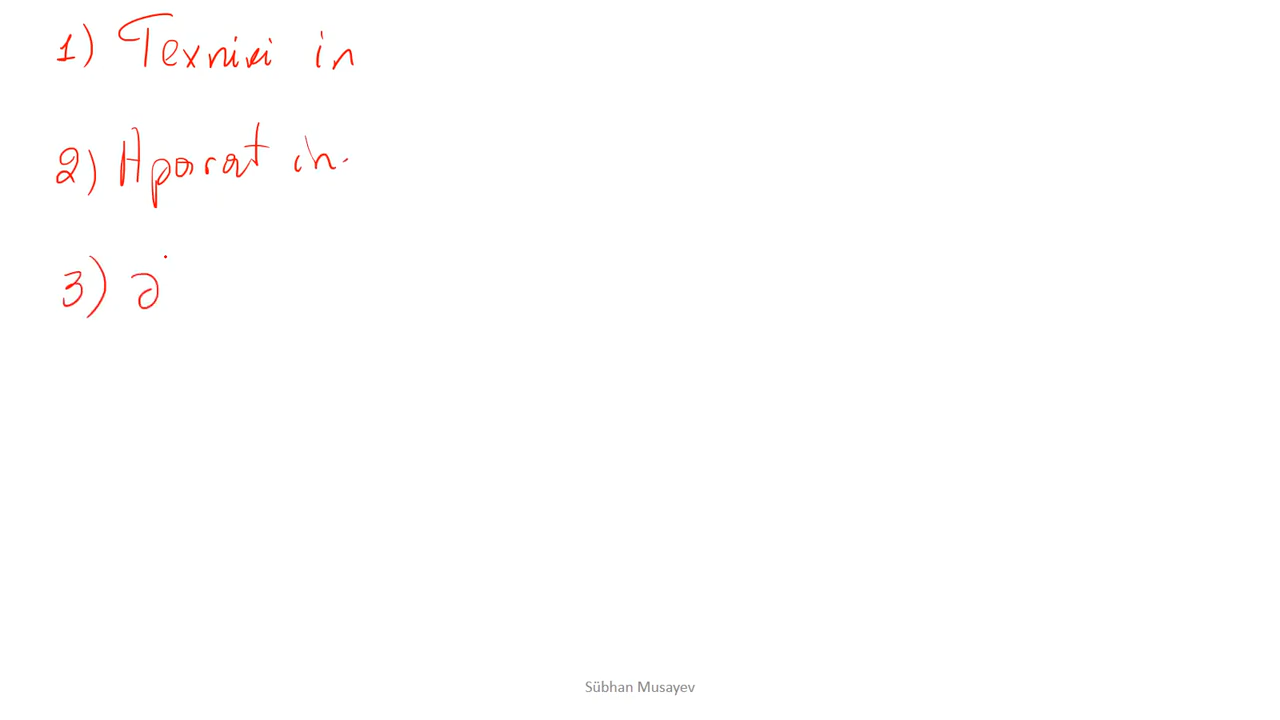 1) Texniki in
2) Aparat in.
3) Ə
Sübhan Musayev